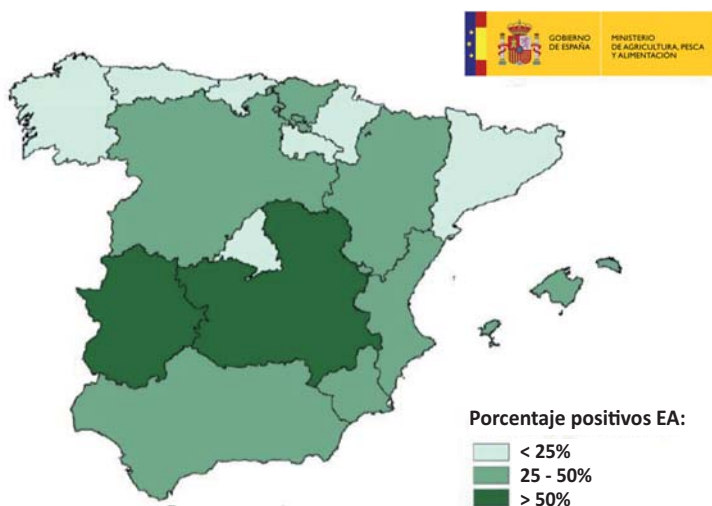 GOBIERNO
DE ESPAÑA
MINISTERIO
DE AGRICULTURA, PESCA
Y ALIMENTACIÓN
Porcentaje positivos EA:
< 25%
25 - 50%
> 50%